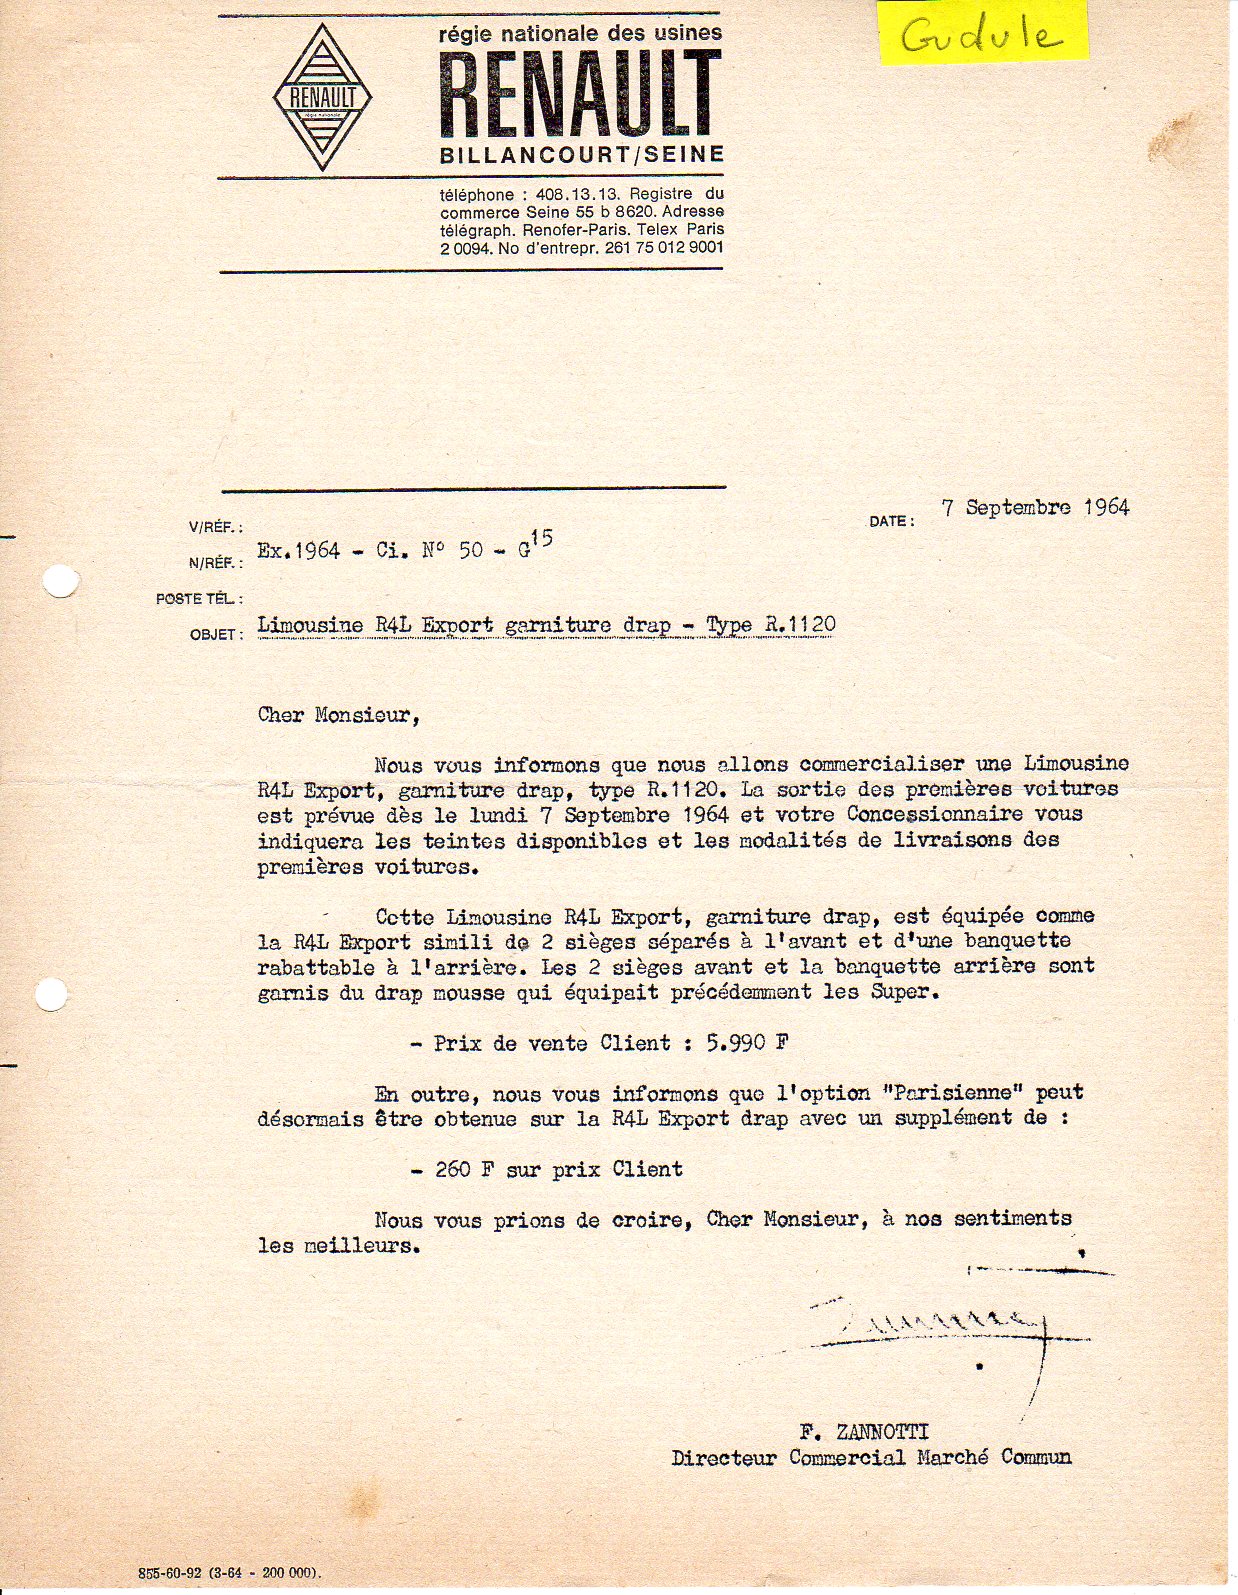 Gudule
régie nationale des usines
RENAULT
BILLANCOURT/SEINE
RENAULT
régie nationale
téléphone : 408.13.13. Registre du
commerce Seine 55 b 8620. Adresse
télégraph. Renofer-Paris. Telex Paris
2 0094. No d'entrepr. 261 75 012 9001
DATE : 7 Septembre 1964
V/RÉF. :
N/RÉF. : Ex.1964 - Ci. N° 50 - G15
POSTE TÉL. :
OBJET : Limousine R4L Export garniture drap - Type R.1120
Cher Monsieur,
Nous vous informons que nous allons commercialiser une Limousine
R4L Export, garniture drap, type R.1120. La sortie des premières voitures
est prévue dès le lundi 7 Septembre 1964 et votre Concessionnaire vous
indiquera les teintes disponibles et les modalités de livraisons des
premières voitures.
Cette Limousine R4L Export, garniture drap, est équipée comme
la R4L Export simili de 2 sièges séparés à l'avant et d'une banquette
rabattable à l'arrière. Les 2 sièges avant et la banquette arrière sont
garnis du drap mousse qui équipait précédemment les Super.
- Prix de vente Client : 5.990 F
En outre, nous vous informons que l'option "Parisienne" peut
désormais être obtenue sur la R4L Export drap avec un supplément de :
- 260 F sur prix Client
Nous vous prions de croire, Cher Monsieur, à nos sentiments
les meilleurs.
F. ZANNOTTI
Directeur Commercial Marché Commun
855-60-92 (3-64 - 200 000).